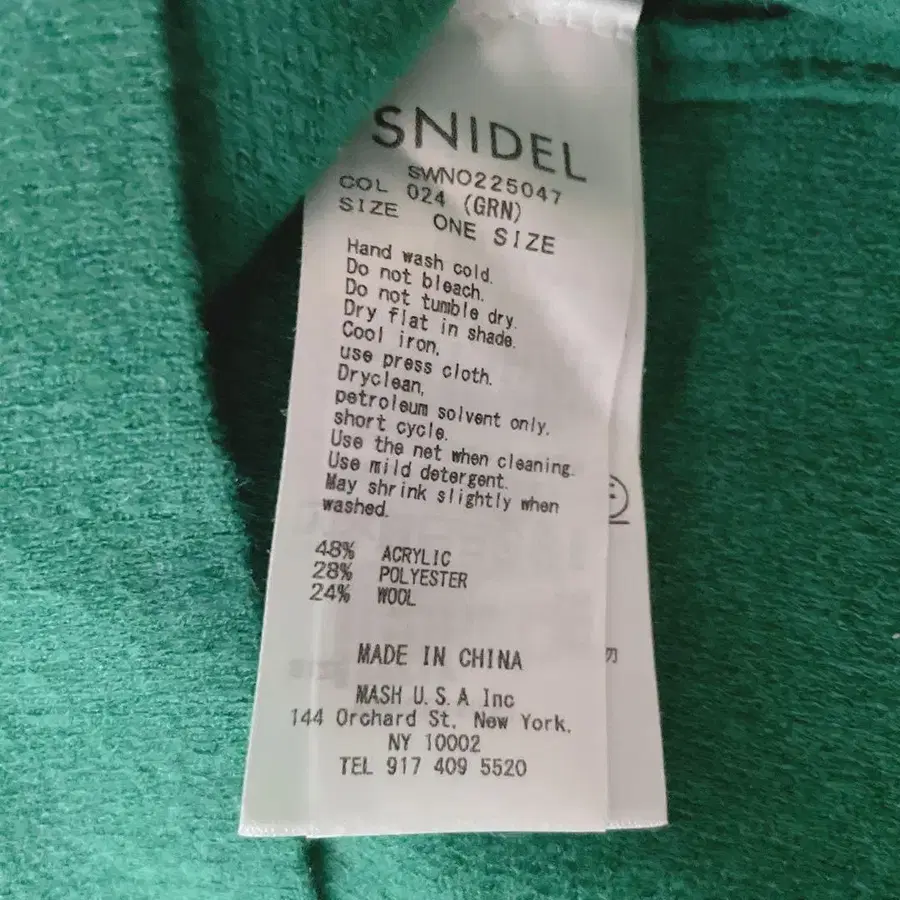 SNIDEL
SWNO225047
COL 024 (GRN)
SIZE ONE SIZE
Hand wash cold.
Do not bleach.
Do not tumble dry.
Dry flat in shade.
Cool iron,
use press cloth.
Dryclean,
petroleum solvent only.
short cycle.
Use the net when cleaning.
Use mild detergent.
May shrink slightly when
washed.
48% ACRYLIC
28% POLYESTER
24% WOOL
MADE IN CHINA
MASH U.S.A Inc
144 Orchard St. New York,
NY 10002
TEL 917 409 5520